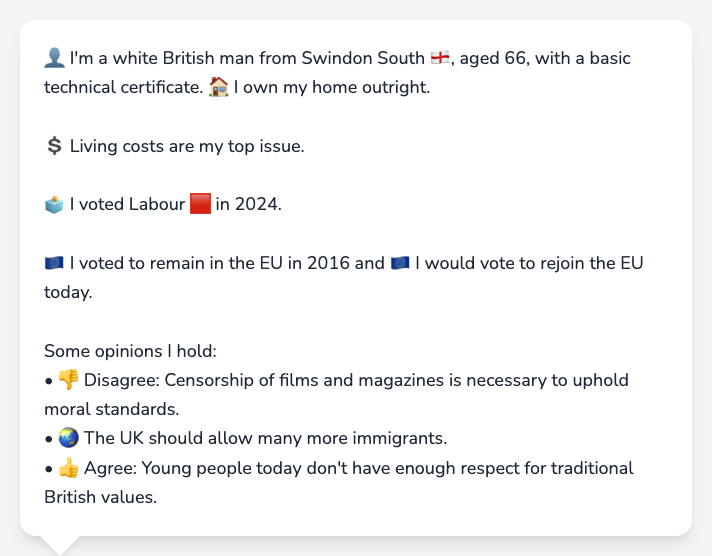 👤 I'm a white British man from Swindon South 🏴󠁧󠁢󠁥󠁮󠁧󠁿, aged 66, with a basic
technical certificate. 🏠 I own my home outright.
💲 Living costs are my top issue.
🗳️ I voted Labour 🟥 in 2024.
🇪🇺 I voted to remain in the EU in 2016 and 🇪🇺 I would vote to rejoin the EU
today.
Some opinions I hold:
• 👎 Disagree: Censorship of films and magazines is necessary to uphold
moral standards.
• 🌏 The UK should allow many more immigrants.
• 👍 Agree: Young people today don't have enough respect for traditional
British values.